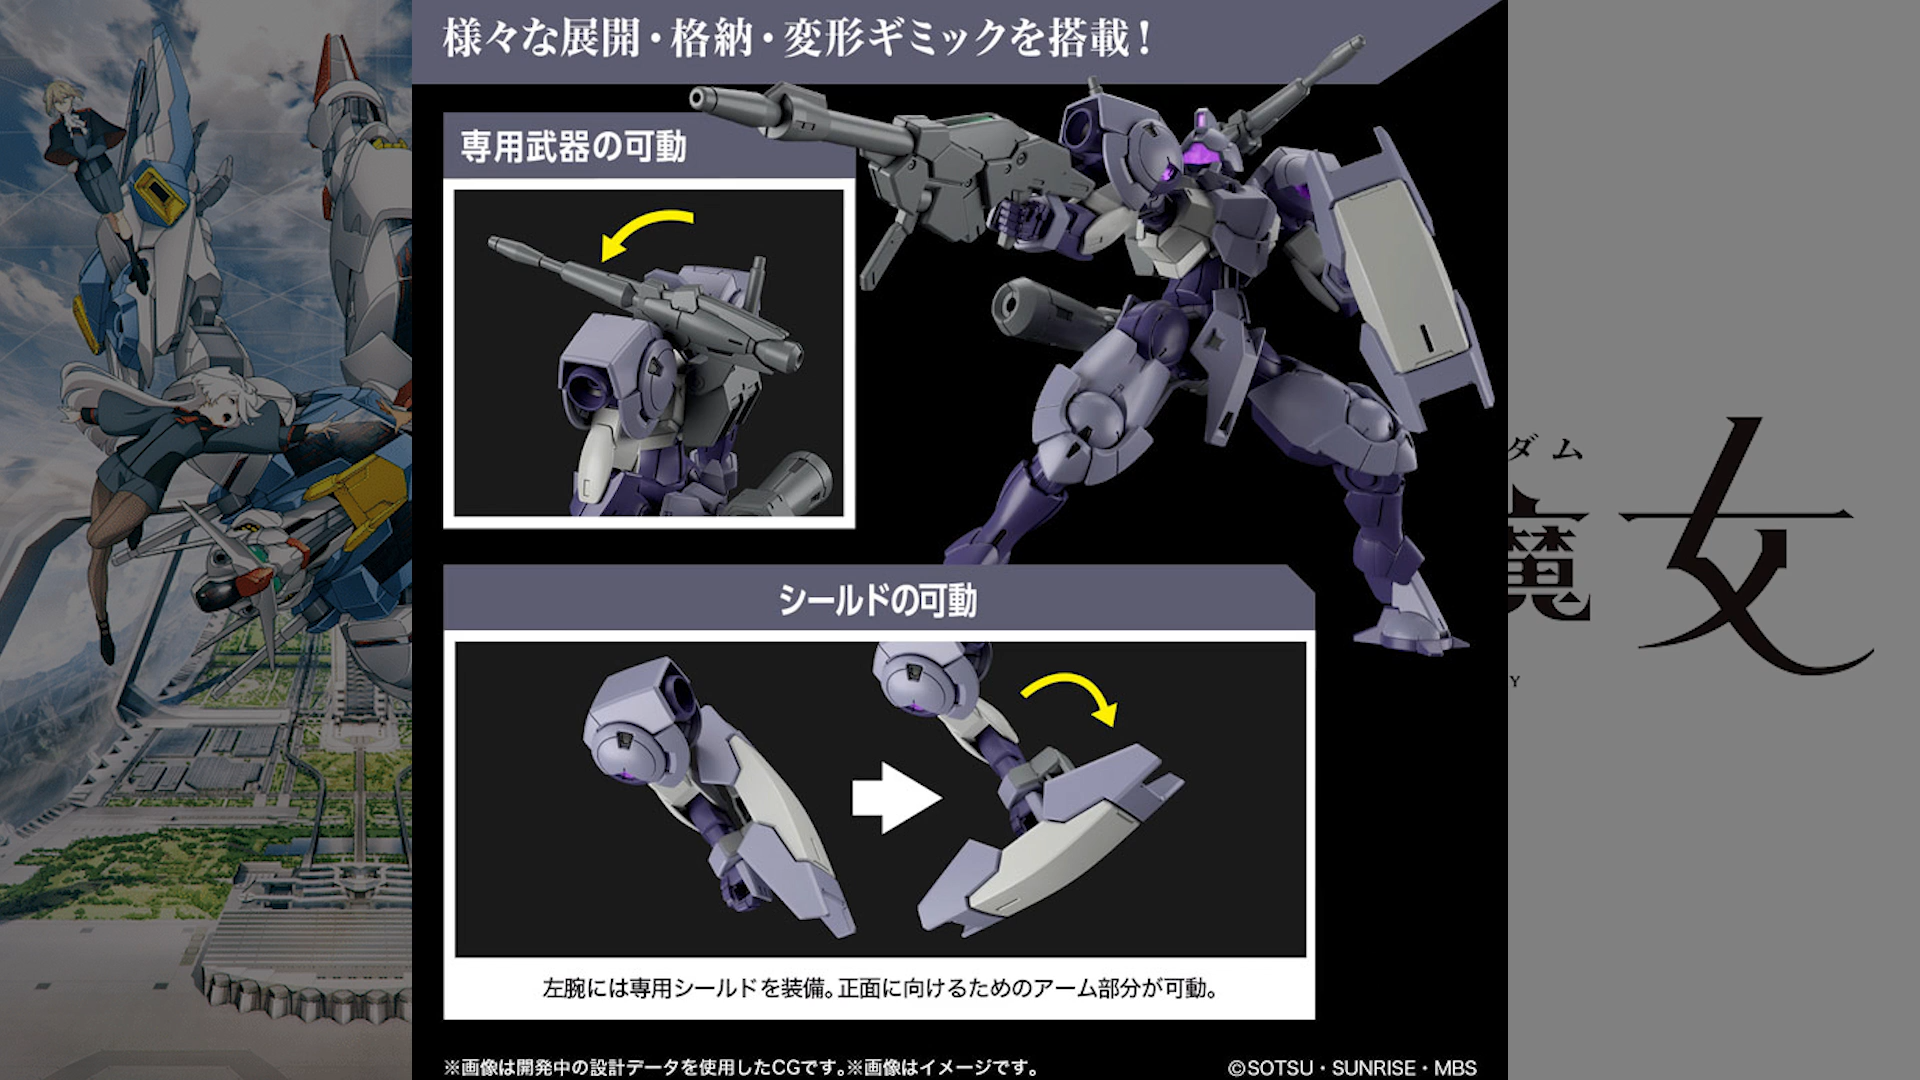 様々な展開・格納・変形ギミックを搭載！
専用武器の可動
ダム
魔女
Y
シールドの可動
左腕には専用シールドを装備。正面に向けるためのアーム部分が可動。
※画像は開発中の設計データを使用したCGです。※画像はイメージです。
©SOTSU・SUNRISE・MBS